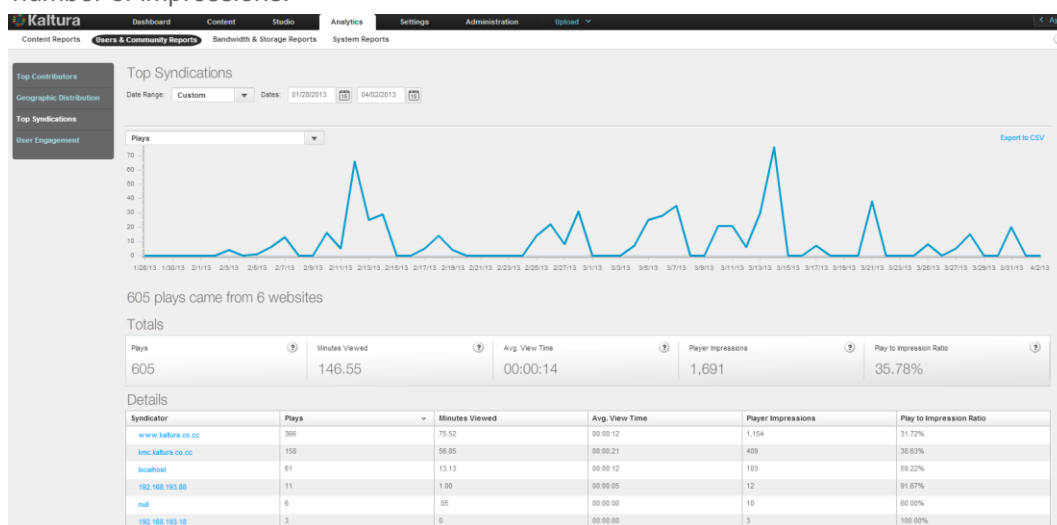 number of impressions.
Kaltura Dashboard Content Studio Analytics Settings Administration Upload
Content Reports Users & Community Reports Bandwidth & Storage Reports System Reports
Top Contributors
Geographic Distribution
Top Syndications
User Engagement
Top Syndications
Date Range: Custom Dates: 01/28/2013 04/02/2013
Plays Export to CSV
70
60
50
40
30
20
10
0
1/28/13 1/30/13 2/1/13 2/3/13 2/5/13 2/7/13 2/9/13 2/11/13 2/13/13 2/15/13 2/17/13 2/19/13 2/21/13 2/23/13 2/25/13 2/27/13 3/1/13 3/3/13 3/5/13 3/7/13 3/9/13 3/11/13 3/13/13 3/15/13 3/17/13 3/19/13 3/21/13 3/23/13 3/25/13 3/27/13 3/29/13 3/31/13 4/2/13
605 plays came from 6 websites
Totals
Plays ? Minutes Viewed ? Avg. View Time ? Player Impressions ? Play to Impression Ratio ?
605 146.55 00:00:14 1,691 35.78%
Details
Syndicator Plays Minutes Viewed Avg. View Time Player Impressions Play to Impression Ratio
www.kaltura.co.cc 366 75.52 00:00:12 1,154 31.72%
kmc.kaltura.co.cc 158 56.85 00:00:21 409 38.63%
localhost 61 13.13 00:00:12 103 59.22%
192.168.193.88 11 1.00 00:00:05 12 91.67%
null 6 .05 00:00:00 10 60.00%
192.168.193.18 3 0 00:00:00 3 100.00%